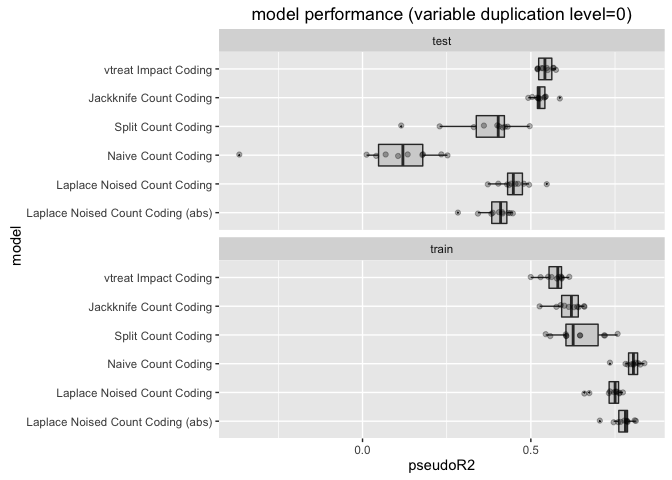 model performance (variable duplication level=0)
test
vtreat Impact Coding
Jackknife Count Coding
Split Count Coding
Naive Count Coding
Laplace Noised Count Coding
Laplace Noised Count Coding (abs)
model
train
vtreat Impact Coding
Jackknife Count Coding
Split Count Coding
Naive Count Coding
Laplace Noised Count Coding
Laplace Noised Count Coding (abs)
0.0 0.5
pseudoR2